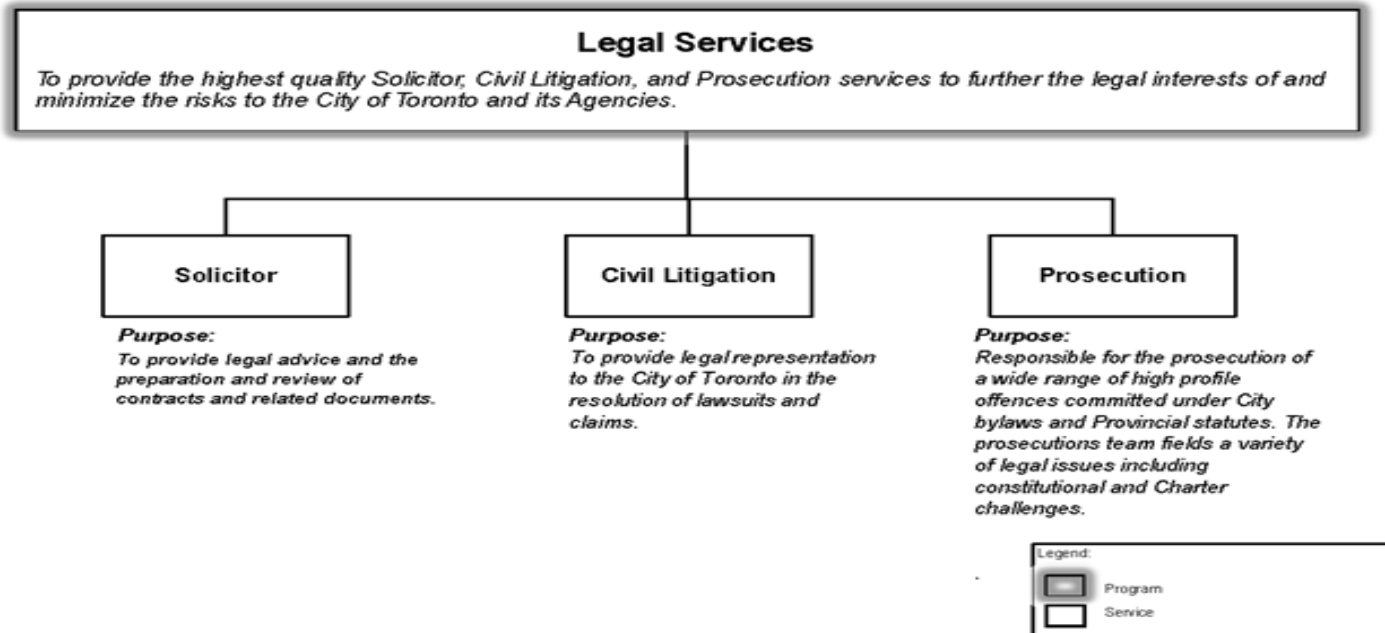 Legal Services
To provide the highest quality Solicitor, Civil Litigation, and Prosecution services to further the legal interests of and
minimize the risks to the City of Toronto and its Agencies.
Solicitor
Purpose:
To provide legal advice and the
preparation and review of
contracts and related documents.
Civil Litigation
Purpose:
To provide legal representation
to the City of Toronto in the
resolution of lawsuits and
claims.
Prosecution
Purpose:
Responsible for the prosecution of
a wide range of high profile
offences committed under City
bylaws and Provincial statutes. The
prosecutions team fields a variety
of legal issues including
constitutional and Charter
challenges.
Legend:
Program
Service